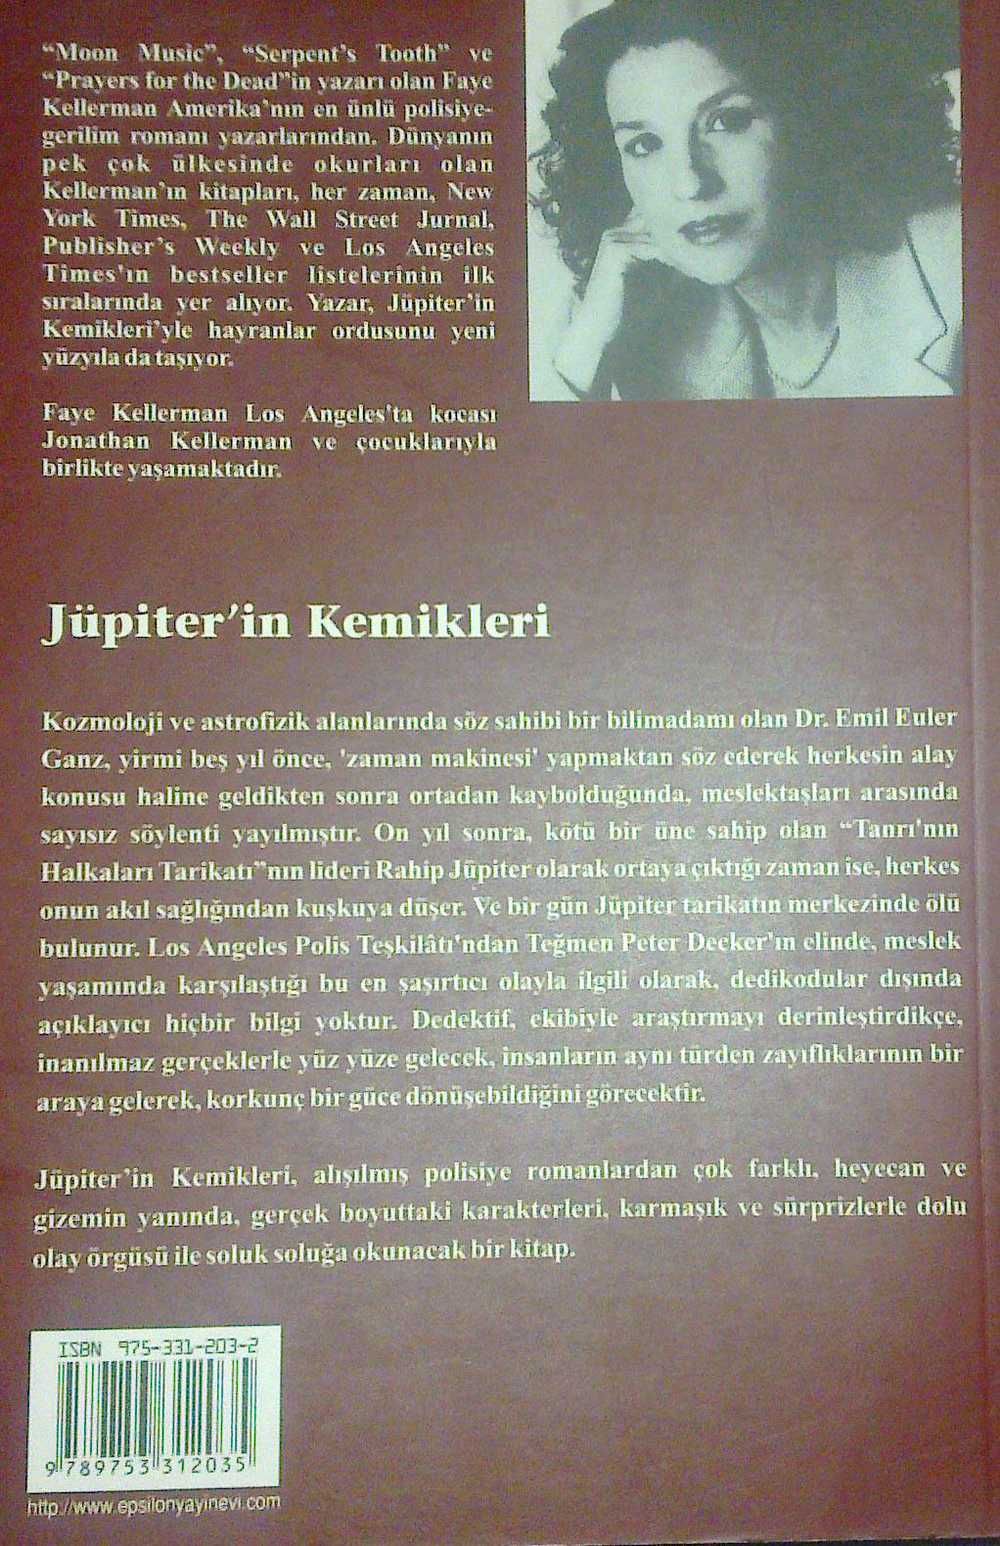 “Moon Music”, “Serpent’s Tooth” ve
“Prayers for the Dead”in yazarı olan Faye
Kellerman Amerika’nın en ünlü polisiye-
gerilim romanı yazarlarından. Dünyanın
pek çok ülkesinde okurları olan
Kellerman’ın kitapları, her zaman, New
York Times, The Wall Street Jurnal,
Publisher’s Weekly ve Los Angeles
Times'ın bestseller listelerinin ilk
sıralarında yer alıyor. Yazar, Jüpiter’in
Kemikleri’yle hayranlar ordusunu yeni
yüzyıla da taşıyor.
Faye Kellerman Los Angeles'ta kocası
Jonathan Kellerman ve çocuklarıyla
birlikte yaşamaktadır.
Jüpiter’in Kemikleri
Kozmoloji ve astrofizik alanlarında söz sahibi bir bilimadamı olan Dr. Emil Euler
Ganz, yirmi beş yıl önce, 'zaman makinesi' yapmaktan söz ederek herkesin alay
konusu haline geldikten sonra ortadan kaybolduğunda, meslektaşları arasında
sayısız söylenti yayılmıştır. On yıl sonra, kötü bir üne sahip olan “Tanrı'nın
Halkaları Tarikatı”nın lideri Rahip Jüpiter olarak ortaya çıktığı zaman ise, herkes
onun akıl sağlığından kuşkuya düşer. Ve bir gün Jüpiter tarikatın merkezinde ölü
bulunur. Los Angeles Polis Teşkilâtı'ndan Teğmen Peter Decker'ın elinde, meslek
yaşamında karşılaştığı bu en şaşırtıcı olayla ilgili olarak, dedikodular dışında
açıklayıcı hiçbir bilgi yoktur. Dedektif, ekibiyle araştırmayı derinleştirdikçe,
inanılmaz gerçeklerle yüz yüze gelecek, insanların aynı türden zayıflıklarının bir
araya gelerek, korkunç bir güce dönüşebildiğini görecektir.
Jüpiter’in Kemikleri, alışılmış polisiye romanlardan çok farklı, heyecan ve
gizemin yanında, gerçek boyuttaki karakterleri, karmaşık ve sürprizlerle dolu
olay örgüsü ile soluk soluğa okunacak bir kitap.
ISBN 975-331-203-2
9 789753 312035
http://www.epsilonyayinevi.com